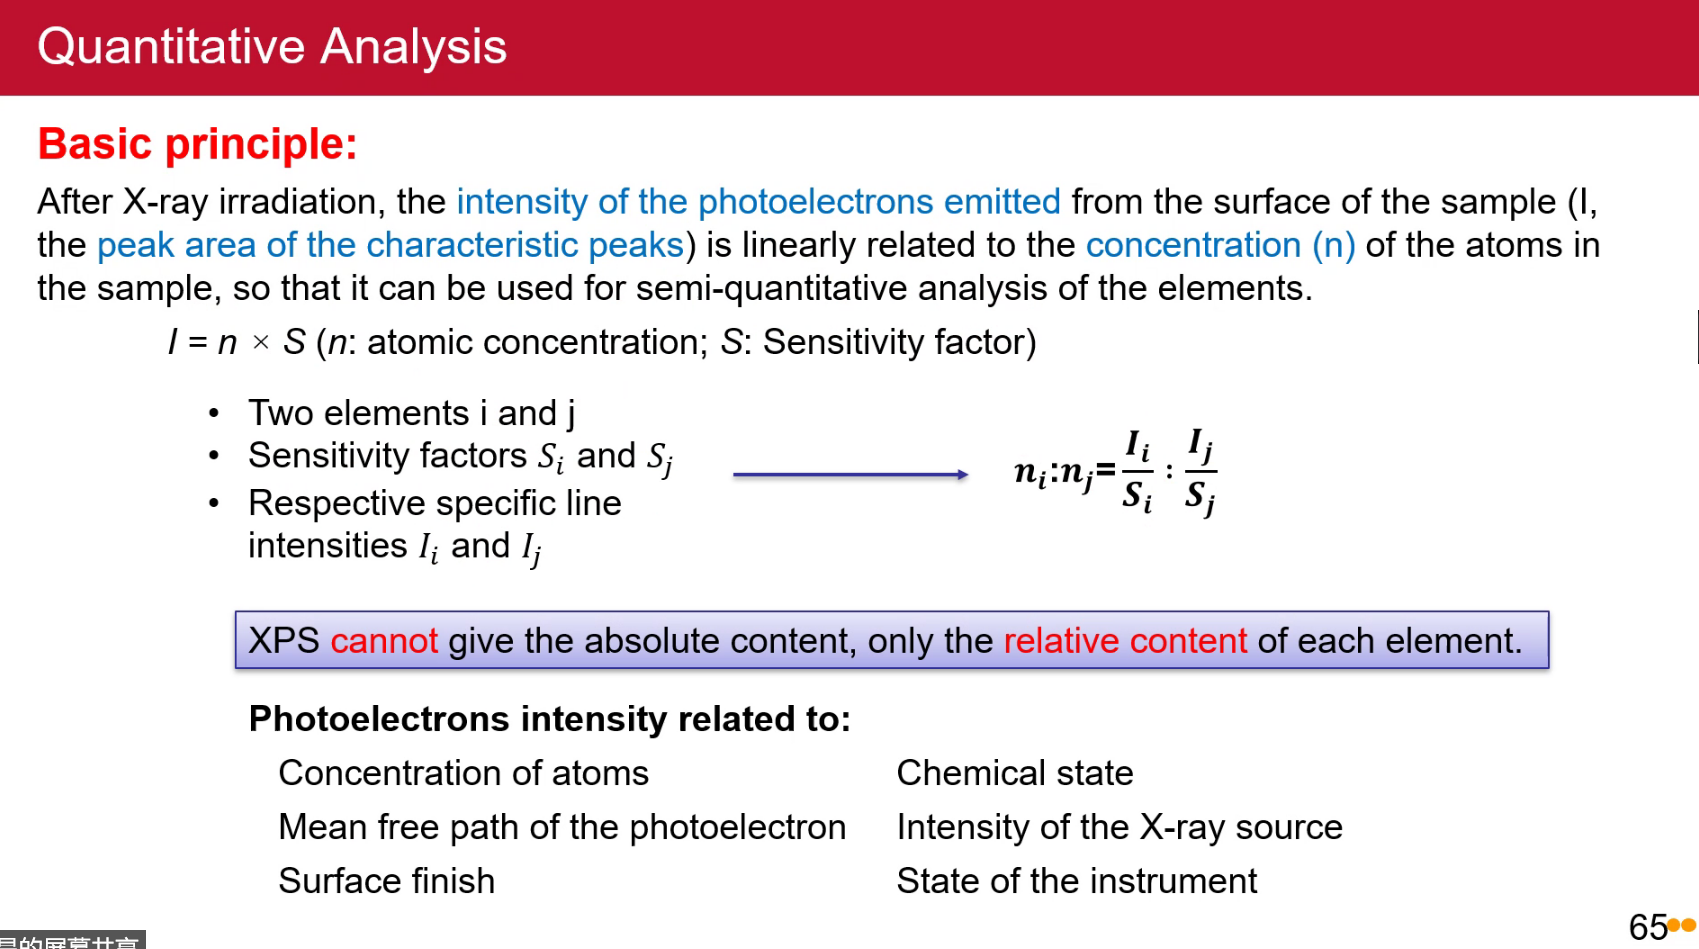 Quantitative Analysis
Basic principle:
After X-ray irradiation, the intensity of the photoelectrons emitted from the surface of the sample (I,
the peak area of the characteristic peaks) is linearly related to the concentration (n) of the atoms in
the sample, so that it can be used for semi-quantitative analysis of the elements.
I = n × S (n: atomic concentration; S: Sensitivity factor)
• Two elements i and j
• Sensitivity factors S_i and S_j
• Respective specific line
intensities I_i and I_j
n_i:n_j = I_i/S_i : I_j/S_j
XPS cannot give the absolute content, only the relative content of each element.
Photoelectrons intensity related to:
Concentration of atoms
Chemical state
Mean free path of the photoelectron
Intensity of the X-ray source
Surface finish
State of the instrument
65
的屏幕共享